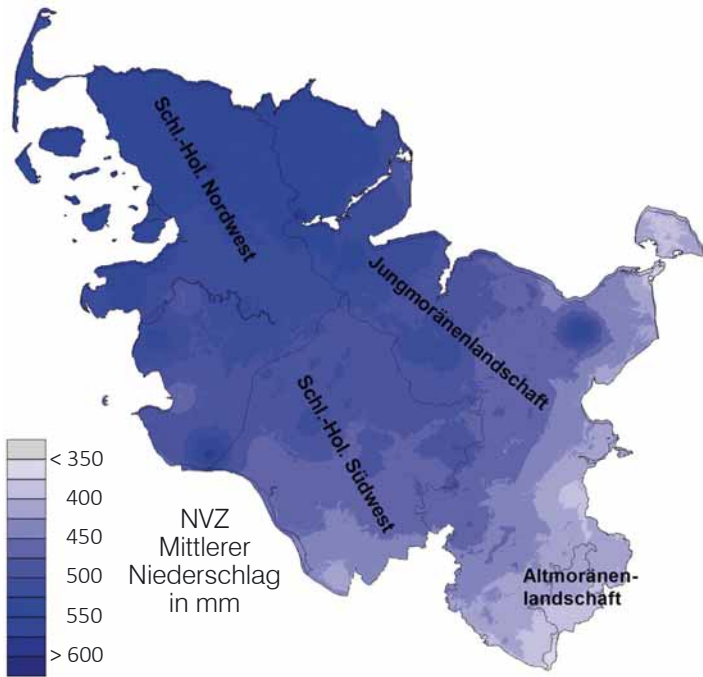 Schl.-Hol. Nordwest
Jungmoränenlandschaft
Schl.-Hol. Südwest
Altmoränen-
landschaft
NVZ
Mittlerer
Niederschlag
in mm
< 350
400
450
500
550
> 600